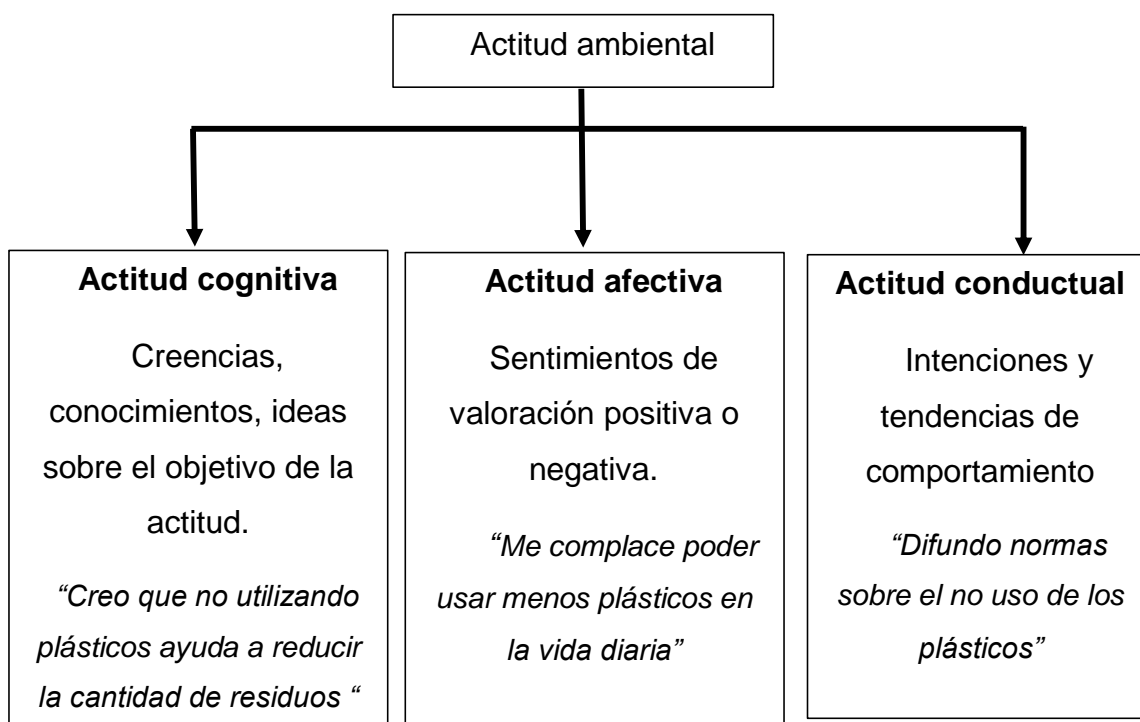 Actitud ambiental
Actitud cognitiva
Creencias,
conocimientos, ideas
sobre el objetivo de la
actitud.
“Creo que no utilizando
plásticos ayuda a reducir
la cantidad de residuos “
Actitud afectiva
Sentimientos de
valoración positiva o
negativa.
“Me complace poder
usar menos plásticos en
la vida diaria”
Actitud conductual
Intenciones y
tendencias de
comportamiento
“Difundo normas
sobre el no uso de los
plásticos”